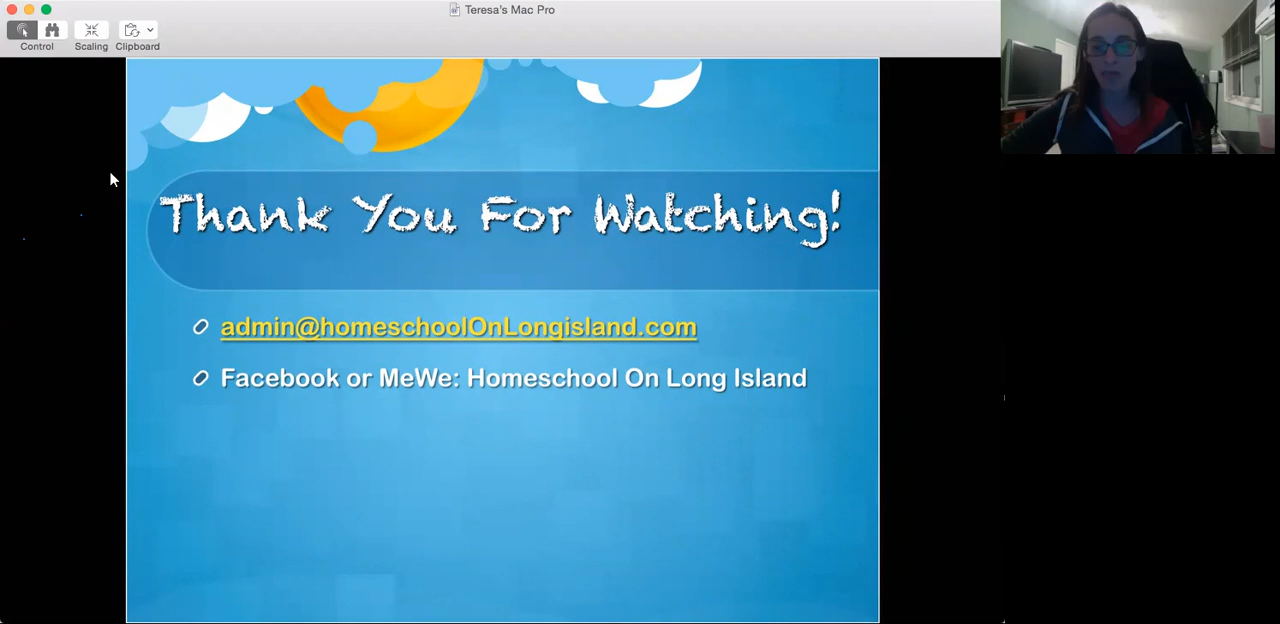 Teresa's Mac Pro
Control
Scaling
Clipboard
Thank You For Watching!
admin@homeschoolOnLongisland.com
Facebook or MeWe: Homeschool On Long Island